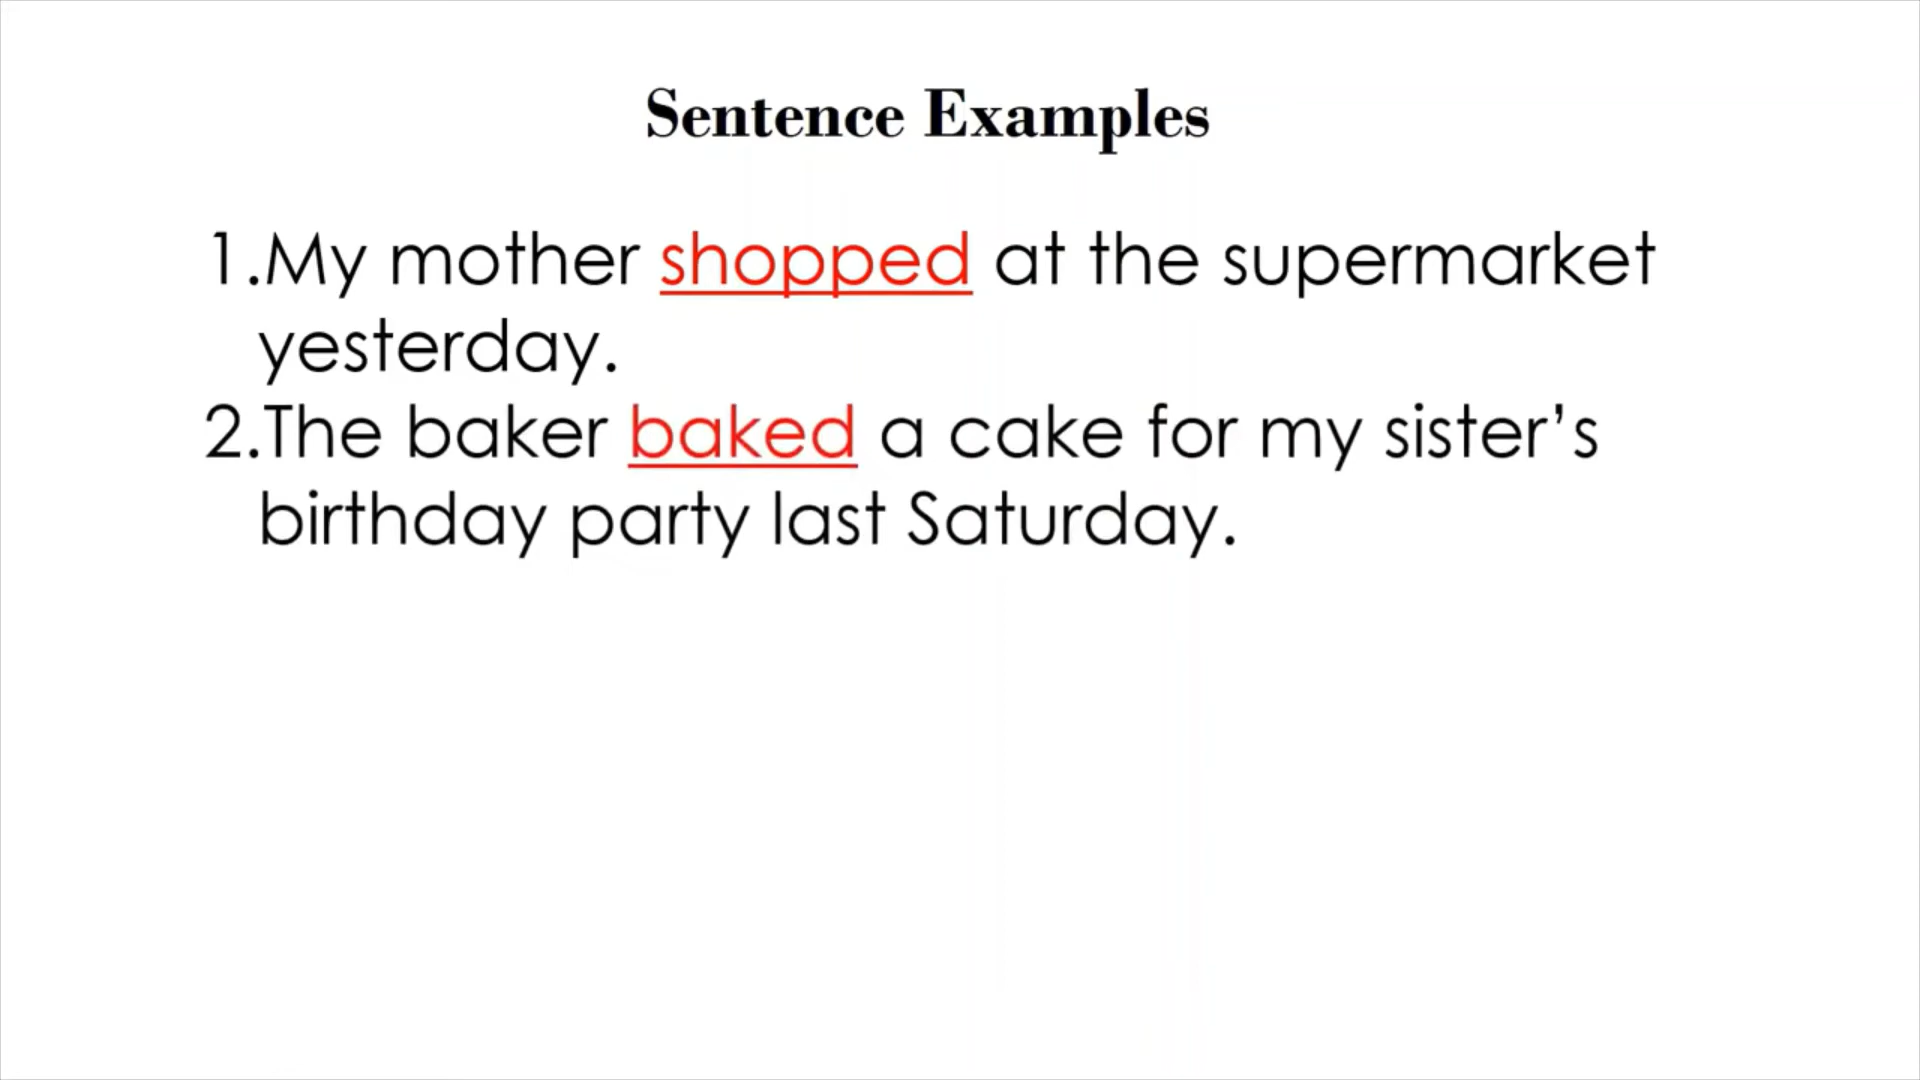 Sentence Examples
1.My mother shopped at the supermarket
yesterday.
2.The baker baked a cake for my sister’s
birthday party last Saturday.